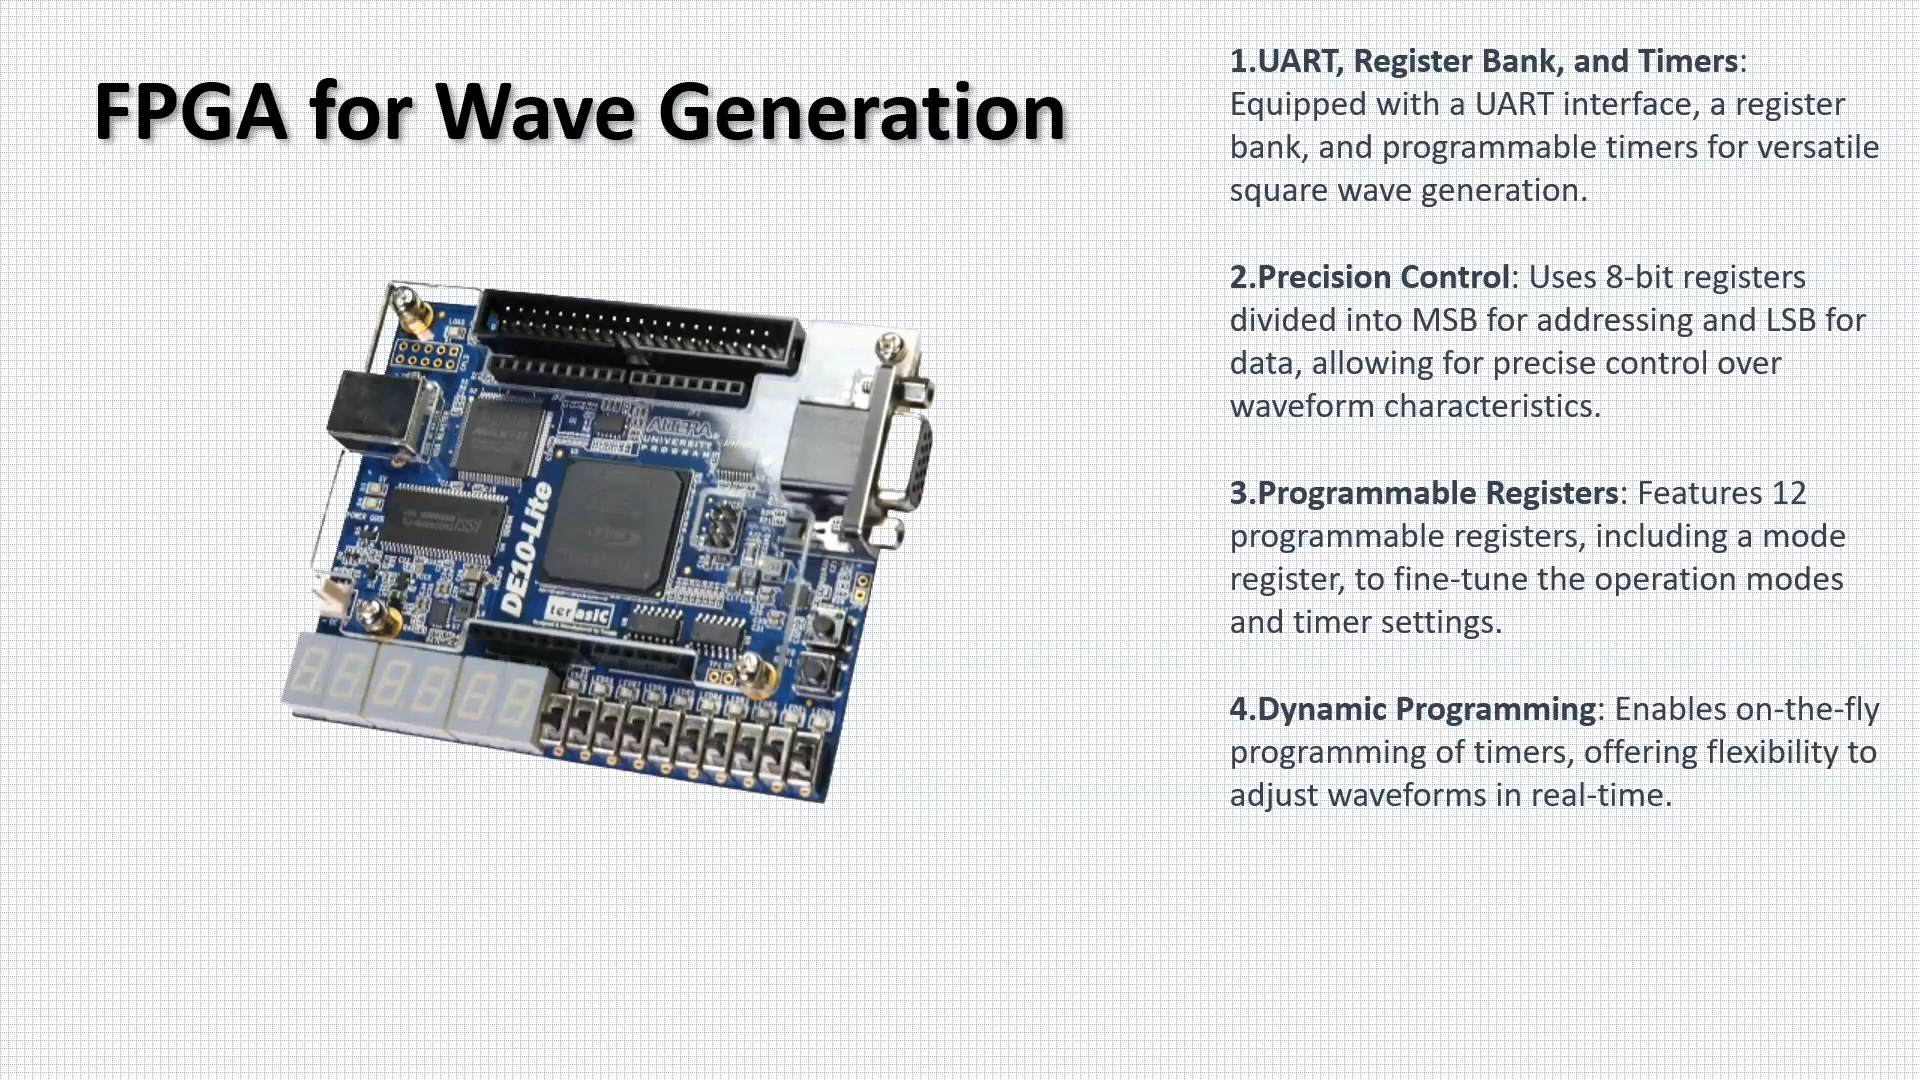 FPGA for Wave Generation
1.UART, Register Bank, and Timers:
Equipped with a UART interface, a register
bank, and programmable timers for versatile
square wave generation.
2.Precision Control: Uses 8-bit registers
divided into MSB for addressing and LSB for
data, allowing for precise control over
waveform characteristics.
3.Programmable Registers: Features 12
programmable registers, including a mode
register, to fine-tune the operation modes
and timer settings.
4.Dynamic Programming: Enables on-the-fly
programming of timers, offering flexibility to
adjust waveforms in real-time.
ALTERA
UNIVERSITY
PROGRAM
DE10-Lite
terasic